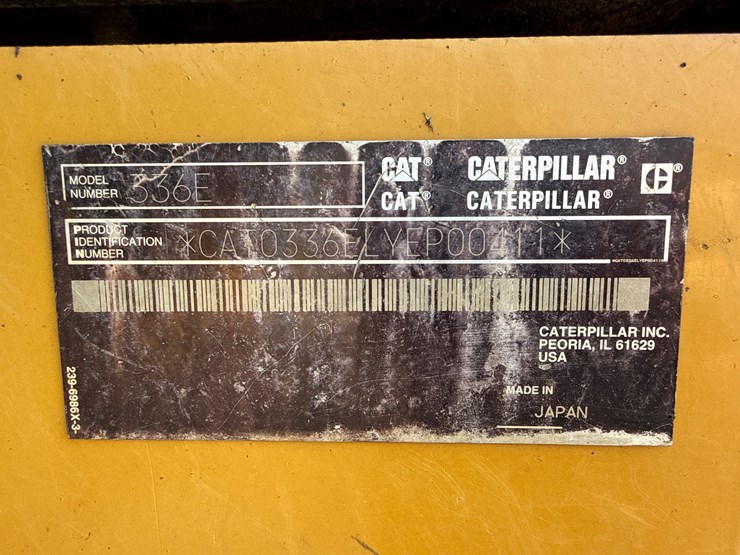 MODEL NUMBER 336E
CAT® CATERPILLAR®
CAT® CATERPILLAR®
PRODUCT IDENTIFICATION NUMBER *CAT0336ELYEP00411*
*CAT0336ELYEP00411*
CATERPILLAR INC.
PEORIA, IL 61629
USA
MADE IN
JAPAN
239-6986X-3-